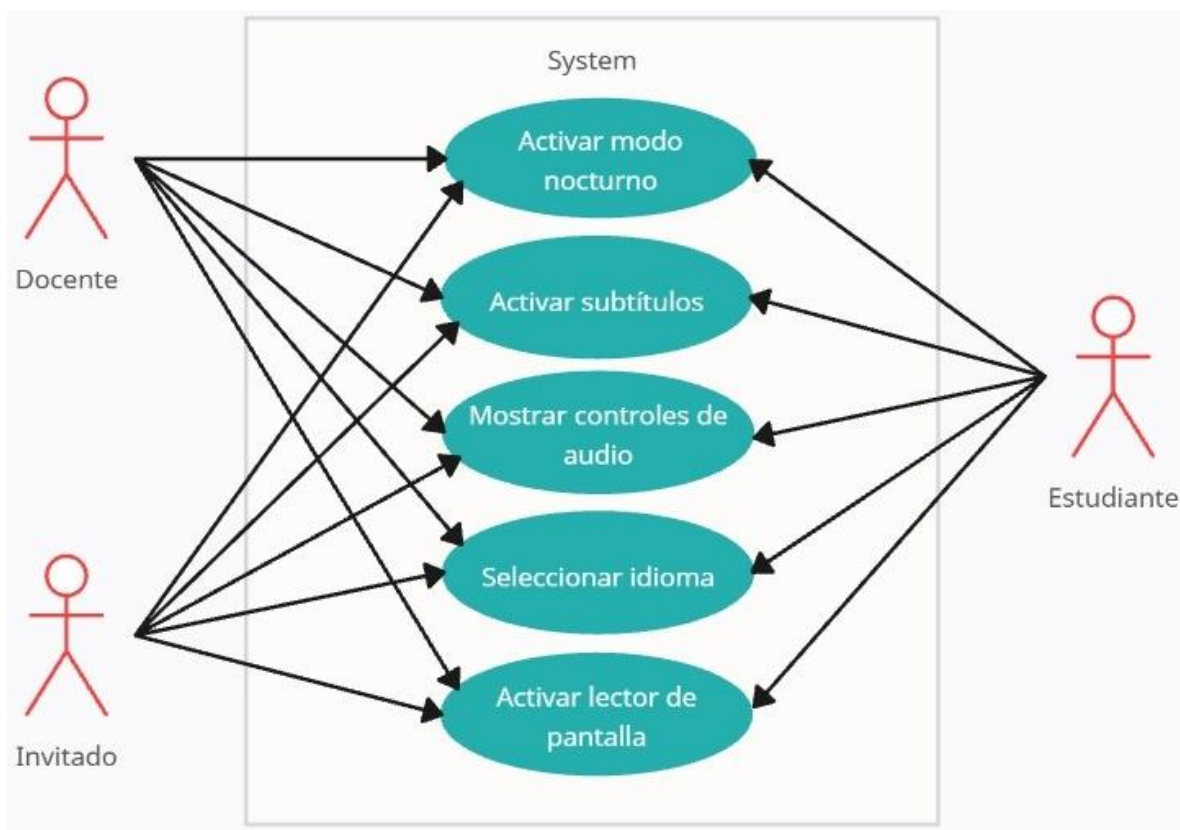 System
Activar modo
nocturno
Docente
Activar subtítulos
Mostrar controles de
audio
Estudiante
Seleccionar idioma
Activar lector de
pantalla
Invitado